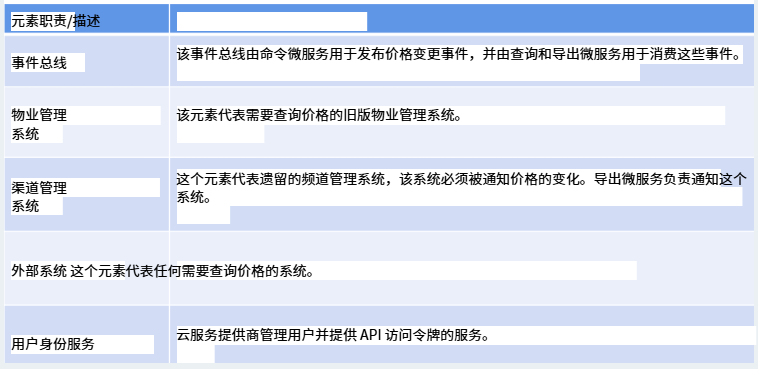 元素职责/描述
事件总线
该事件总线由命令微服务用于发布价格变更事件，并由查询和导出微服务用于消费这些事件。
物业管理
系统
该元素代表需要查询价格的旧版物业管理系统。
渠道管理
系统
这个元素代表遗留的频道管理系统，该系统必须被通知价格的变化。导出微服务负责通知这个
系统。
外部系统 这个元素代表任何需要查询价格的系统。
用户身份服务
云服务提供商管理用户并提供 API 访问令牌的服务。